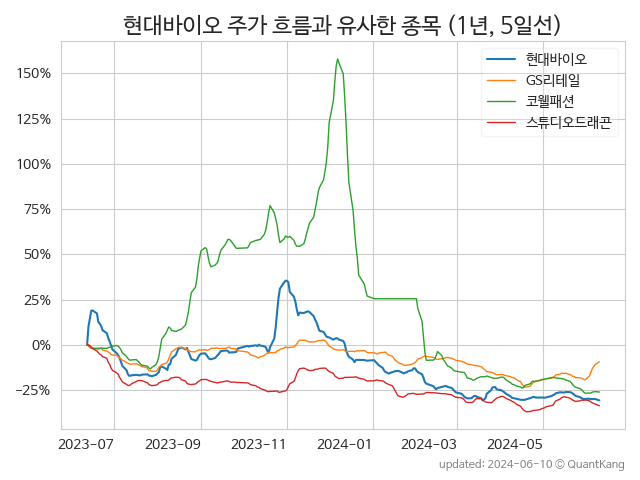 현대바이오 주가 흐름과 유사한 종목 (1년, 5일선)
현대바이오
GS리테일
코웰패션
스튜디오드래곤
150%
125%
100%
75%
50%
25%
0%
−25%
2023-07 2023-09 2023-11 2024-01 2024-03 2024-05
updated: 2024-06-10 © QuantKang